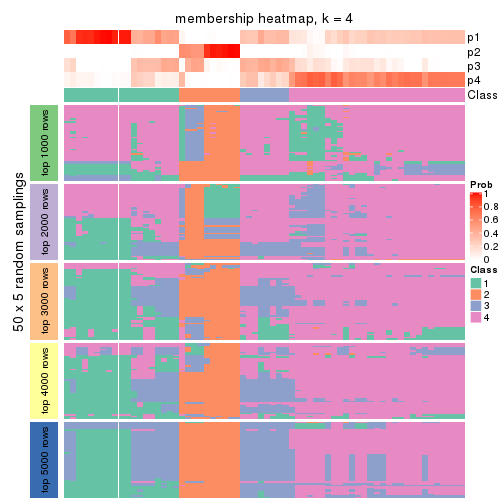 membership heatmap, k = 4
p1
p2
p3
p4
Class
50 x 5 random samplings
top 1000 rows
top 2000 rows
top 3000 rows
top 4000 rows
top 5000 rows
Prob
1
0.8
0.6
0.4
0.2
0
Class
1
2
3
4